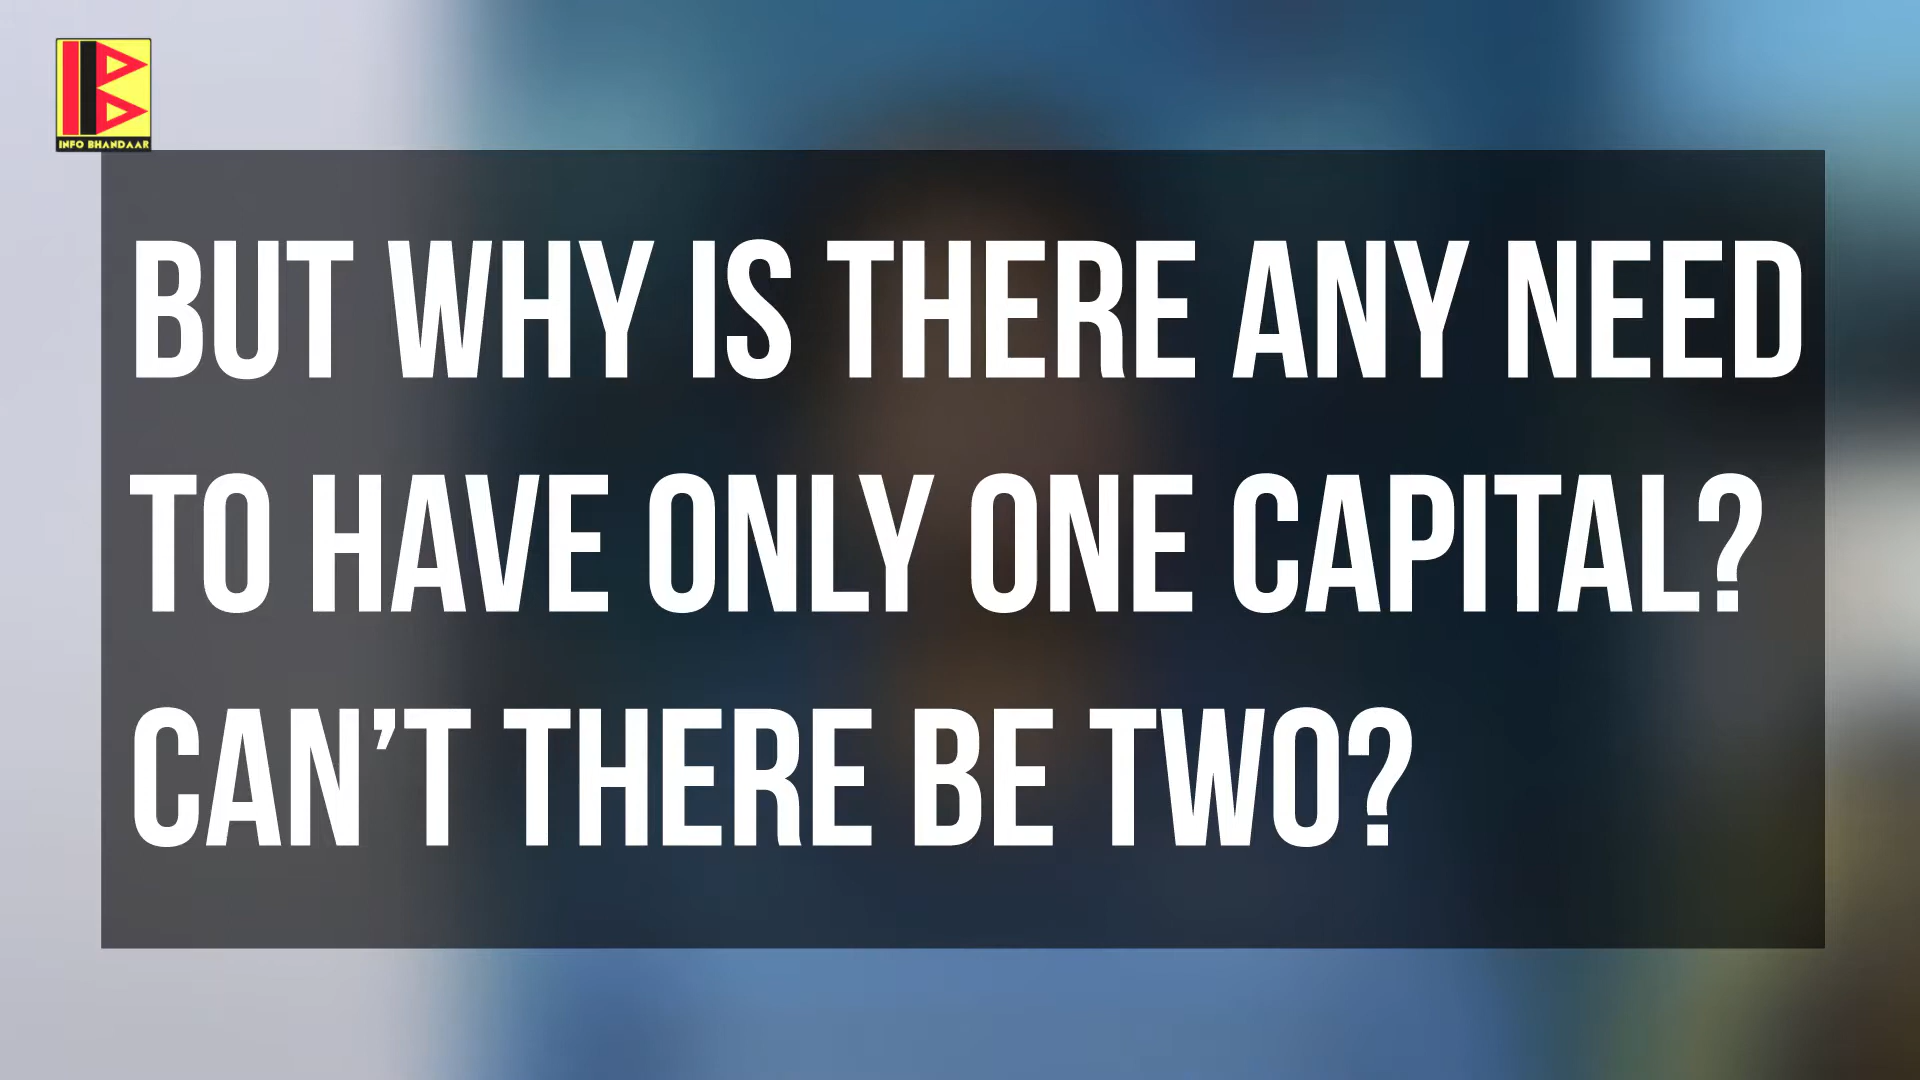 INFO BHANDAAR
BUT WHY IS THERE ANY NEED
TO HAVE ONLY ONE CAPITAL?
CAN’T THERE BE TWO?